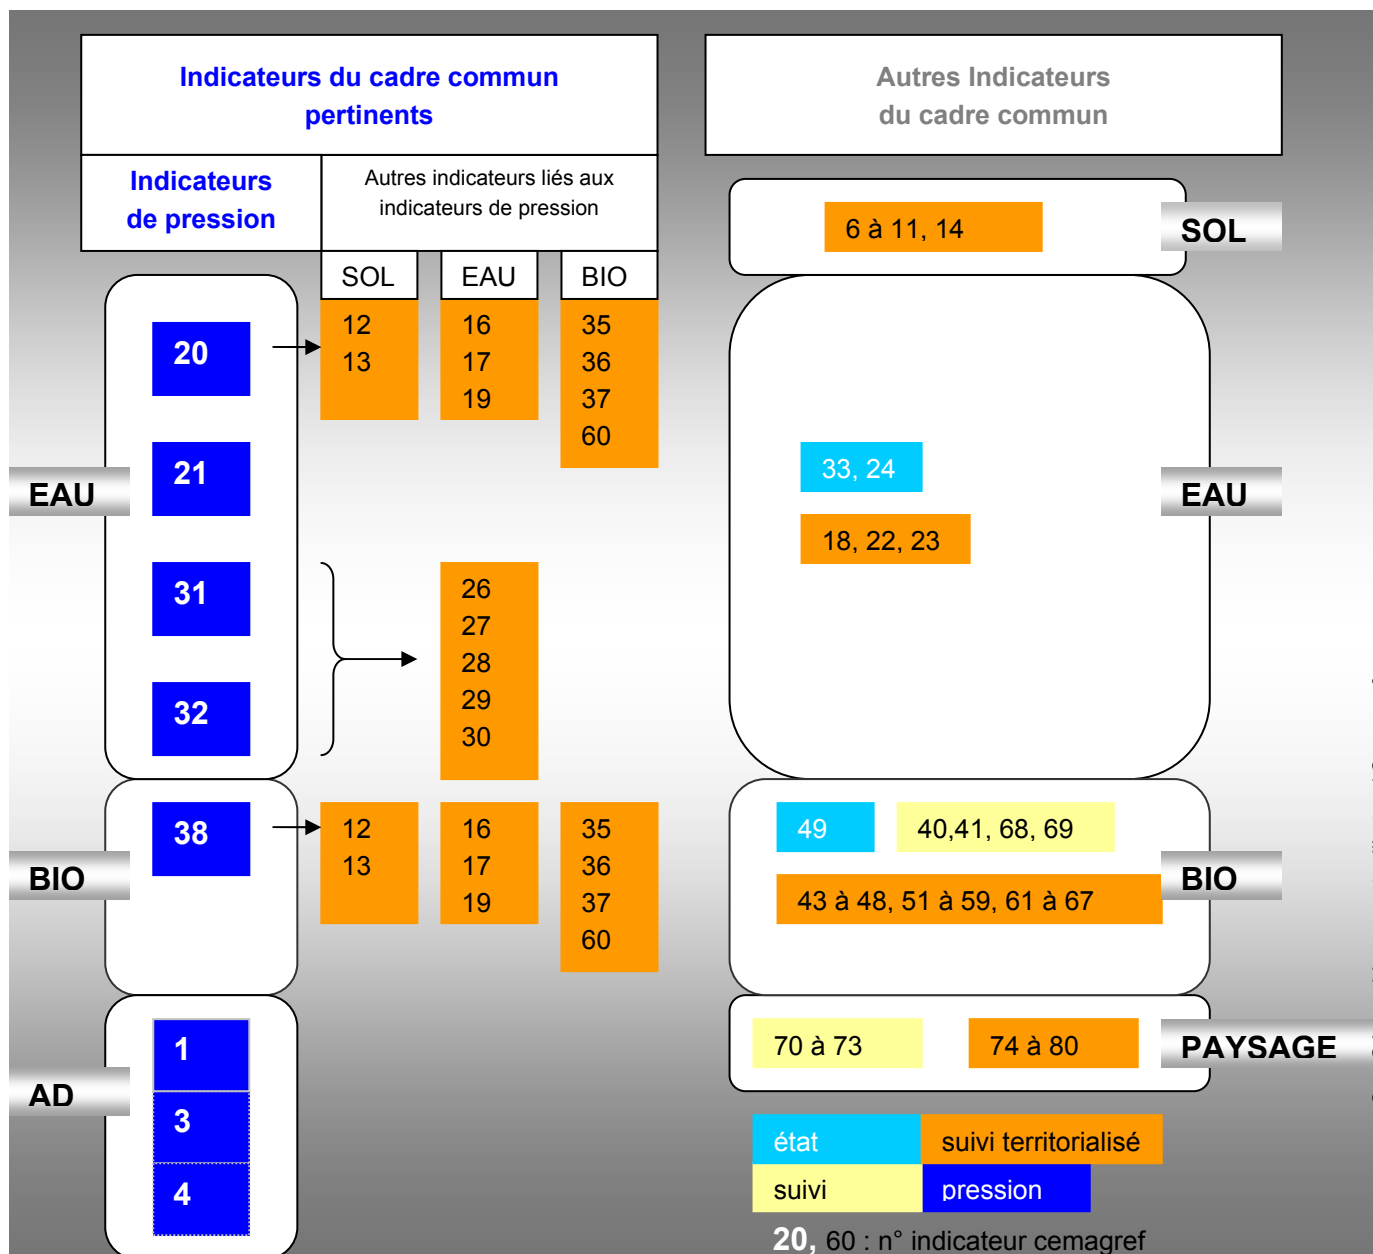 Indicateurs du cadre commun
pertinents
Autres Indicateurs
du cadre commun
Indicateurs
de pression
Autres indicateurs liés aux
indicateurs de pression
SOL
EAU
BIO
EAU
20
21
31
32
12
13
16
17
19
35
36
37
60
26
27
28
29
30
BIO
38
12
13
16
17
19
35
36
37
60
AD
1
3
4
6 à 11, 14
SOL
33, 24
18, 22, 23
EAU
49
40,41, 68, 69
43 à 48, 51 à 59, 61 à 67
BIO
70 à 73
74 à 80
PAYSAGE
état
suivi territorialisé
suivi
pression
20, 60 : n° indicateur cemagref